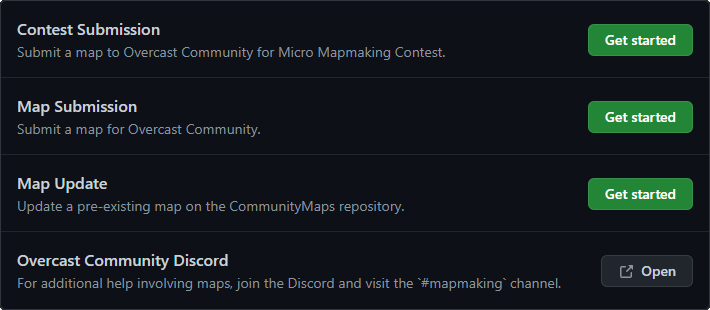 Contest Submission
Submit a map to Overcast Community for Micro Mapmaking Contest.
Get started
Map Submission
Submit a map for Overcast Community.
Get started
Map Update
Update a pre-existing map on the CommunityMaps repository.
Get started
Overcast Community Discord
For additional help involving maps, join the Discord and visit the `#mapmaking` channel.
Open